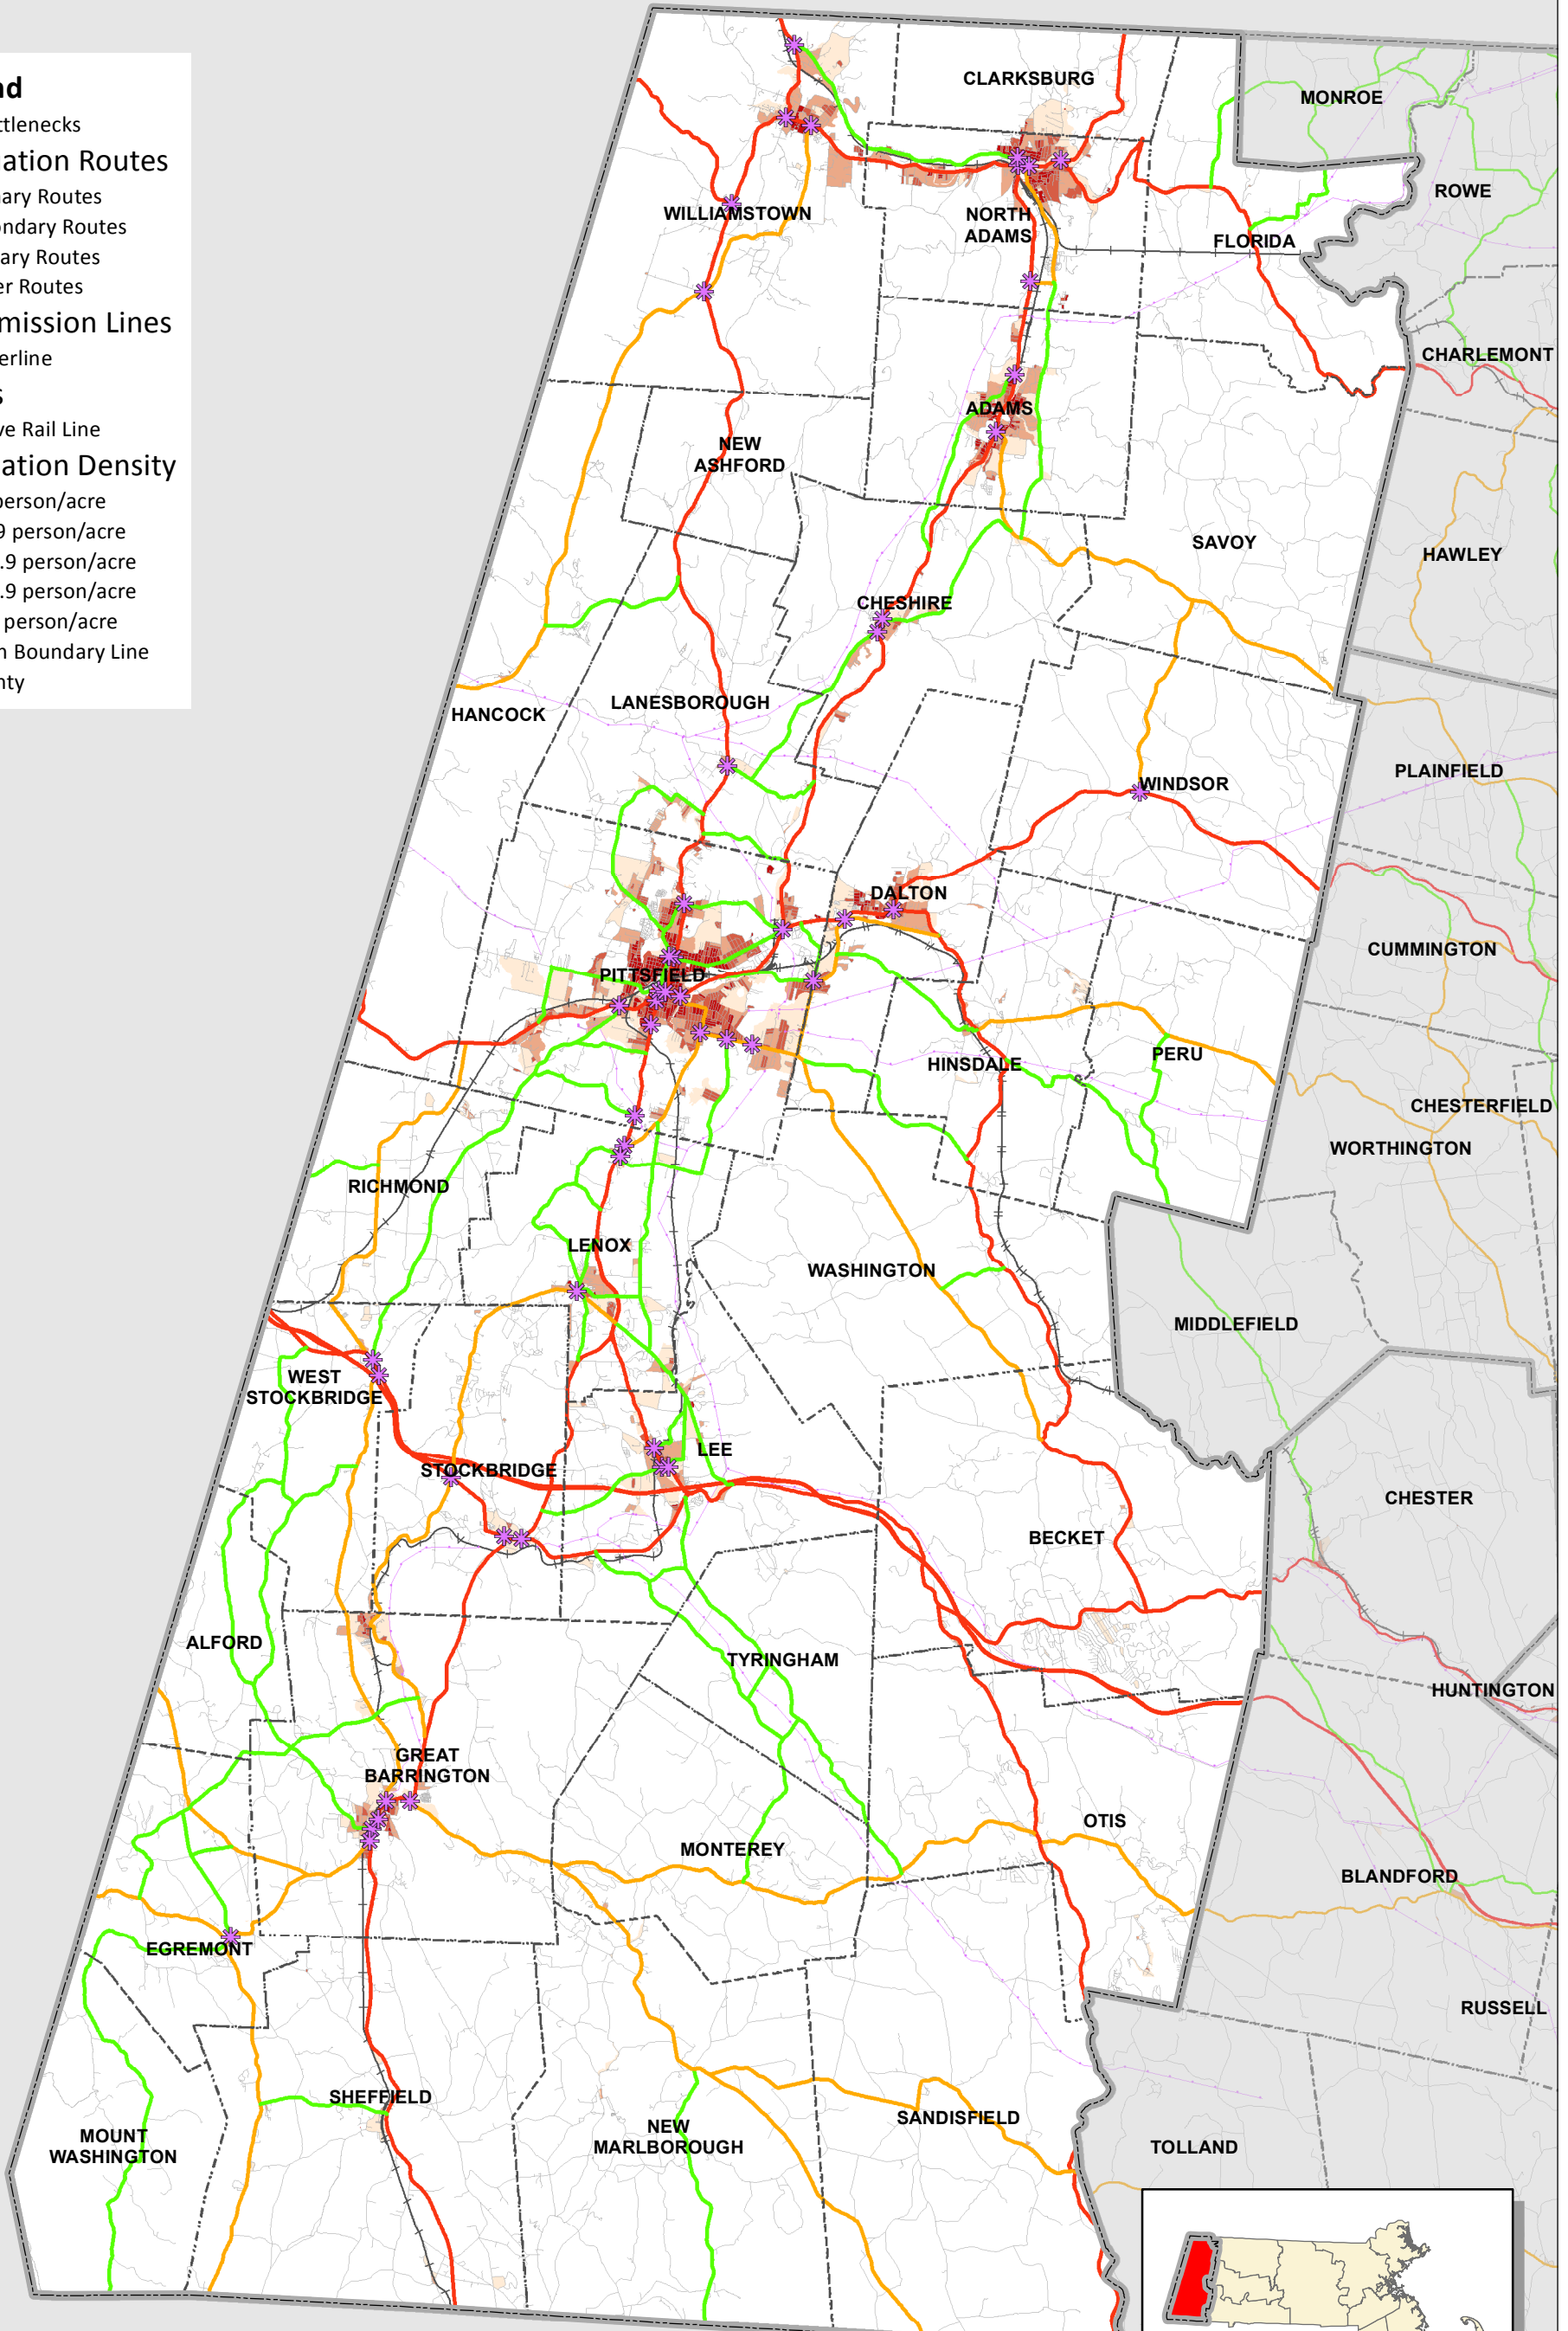 nd
ttlenecks
ation Routes
ary Routes
ndary Routes
ary Routes
er Routes
mission Lines
erline
s
ve Rail Line
ation Density
person/acre
9 person/acre
.9 person/acre
.9 person/acre
person/acre
n Boundary Line
nty
CLARKSBURG
MONROE
ROWE
WILLIAMSTOWN
NORTH
ADAMS
FLORIDA
CHARLEMONT
ADAMS
NEW
ASHFORD
SAVOY
HAWLEY
CHESHIRE
LANESBOROUGH
HANCOCK
PLAINFIELD
WINDSOR
DALTON
CUMMINGTON
PITTSFIELD
PERU
HINSDALE
CHESTERFIELD
WORTHINGTON
RICHMOND
LENOX
WASHINGTON
MIDDLEFIELD
WEST
STOCKBRIDGE
LEE
STOCKBRIDGE
CHESTER
BECKET
ALFORD
TYRINGHAM
HUNTINGTON
GREAT
BARRINGTON
OTIS
MONTEREY
BLANDFORD
EGREMONT
RUSSELL
SHEFFIELD
SANDISFIELD
NEW
MARLBOROUGH
MOUNT
WASHINGTON
TOLLAND